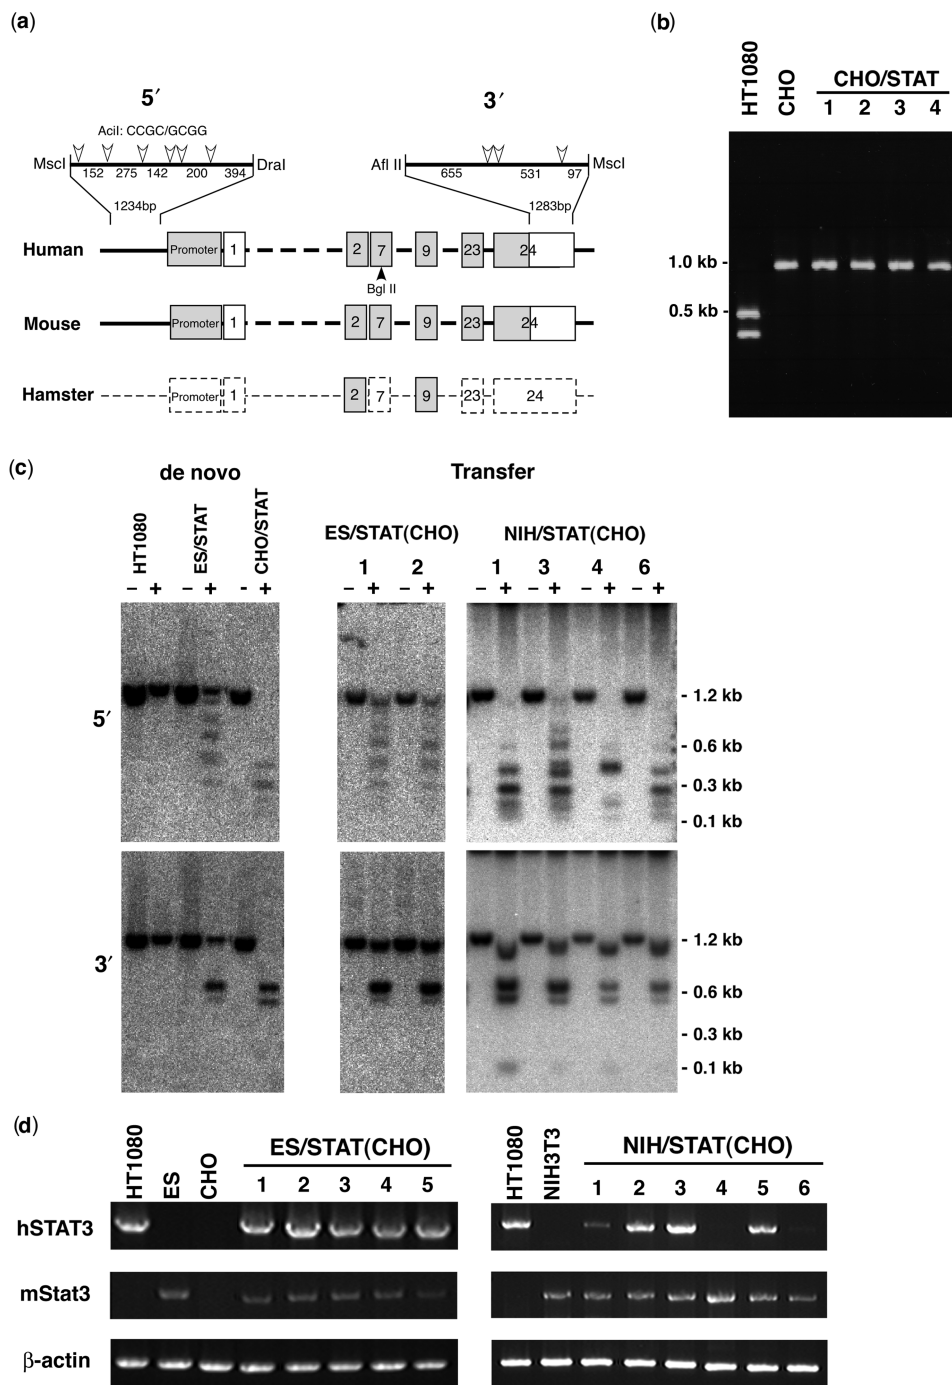 (a)
5′ 3′
AciI: CCGC/GCGG
MscI DraI Afl II MscI
152 275 142 200 394 655 531 97
1234bp 1283bp
Human Promoter 1 2 7 9 23 24
Bgl II
Mouse Promoter 1 2 7 9 23 24
Hamster Promoter 1 2 7 9 23 24
(b)
HT1080 CHO CHO/STAT
1 2 3 4
1.0 kb -
0.5 kb -
(c)
de novo Transfer
HT1080 ES/STAT CHO/STAT ES/STAT(CHO) NIH/STAT(CHO)
1 2 1 3 4 6
– + – + - + – + – + – + – + – + – +
5′
- 1.2 kb
- 0.6 kb
- 0.3 kb
- 0.1 kb
3′
- 1.2 kb
- 0.6 kb
- 0.3 kb
- 0.1 kb
(d)
HT1080 ES CHO ES/STAT(CHO) HT1080 NIH3T3 NIH/STAT(CHO)
1 2 3 4 5 1 2 3 4 5 6
hSTAT3
mStat3
β-actin